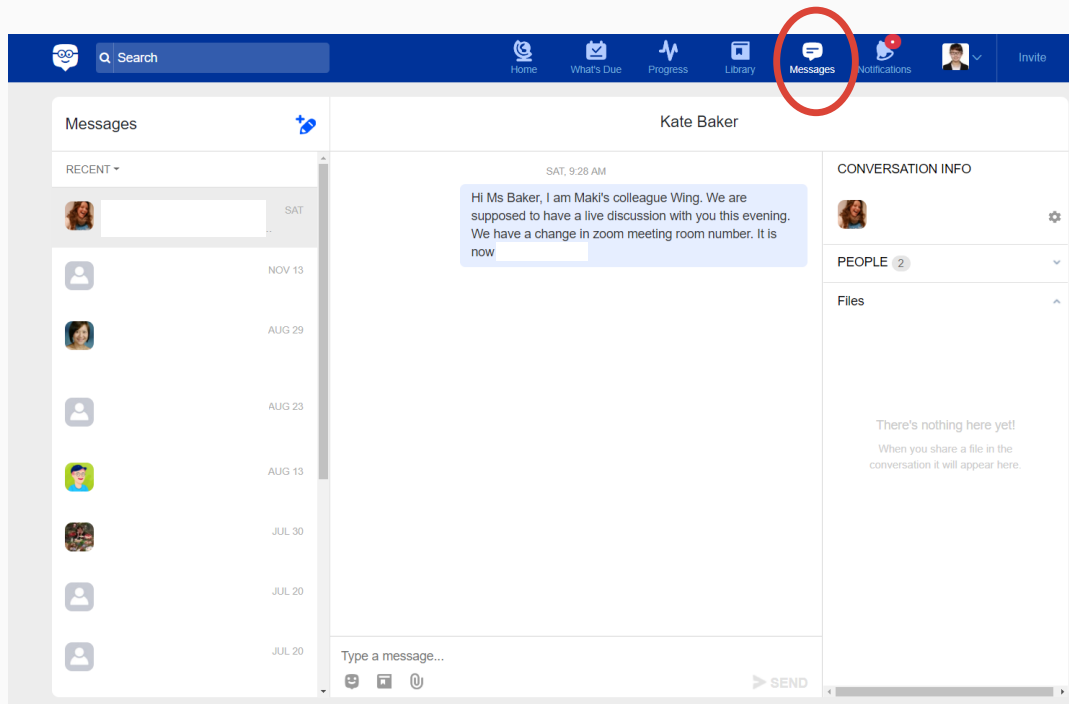 Search
Home
What's Due
Progress
Library
Messages
Notifications
Invite
Messages
Kate Baker
RECENT
SAT
..
NOV 13
AUG 29
AUG 23
AUG 13
JUL 30
JUL 20
JUL 20
SAT, 9:28 AM
Hi Ms Baker, I am Maki's colleague Wing. We are
supposed to have a live discussion with you this evening.
We have a change in zoom meeting room number. It is
now
Type a message...
SEND
CONVERSATION INFO
PEOPLE 2
Files
There's nothing here yet!
When you share a file in the
conversation it will appear here.